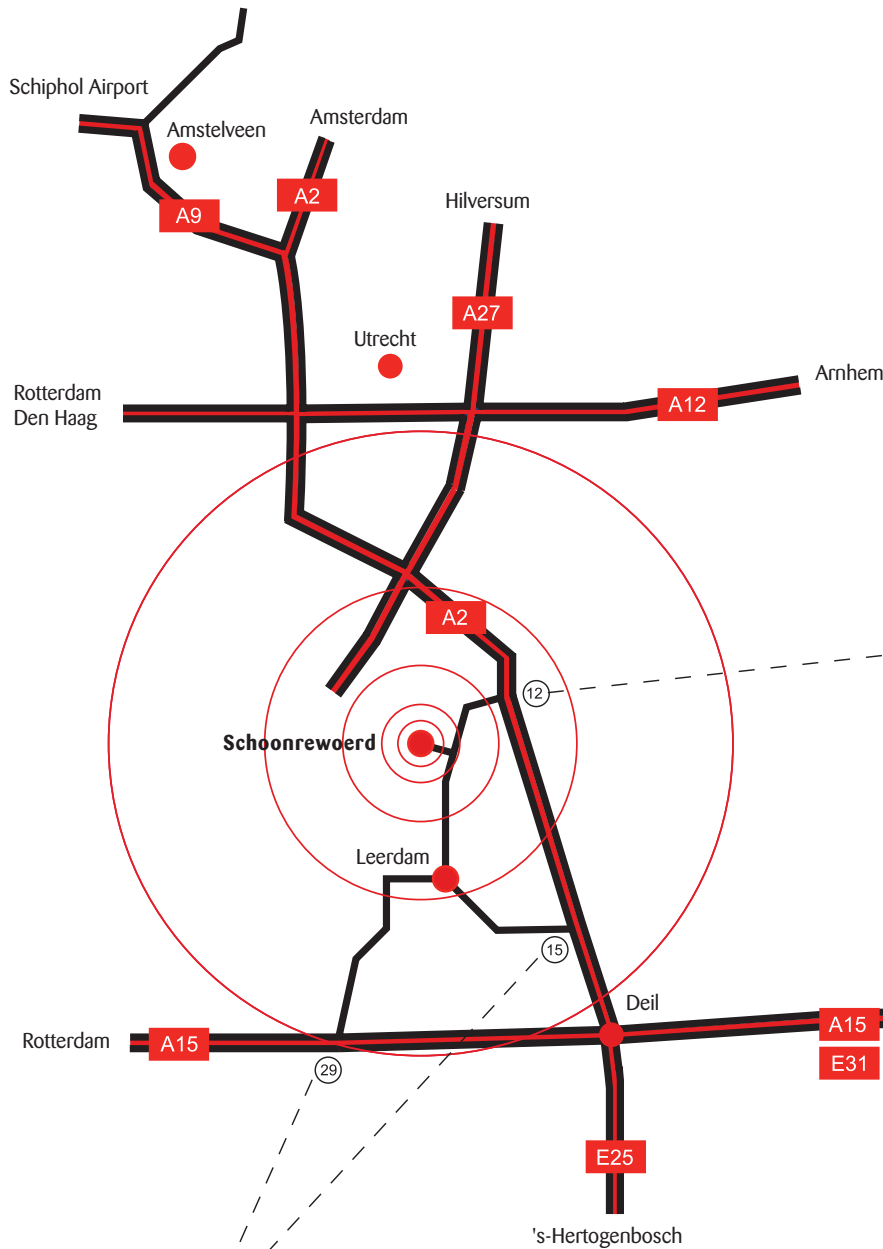 Schiphol Airport
Amstelveen
Amsterdam
A2
A9
Hilversum
A27
Utrecht
Rotterdam
Den Haag
Arnhem
A12
A2
12
Schoonrewoerd
Leerdam
15
Deil
Rotterdam
A15
A15
E31
29
E25
's-Hertogenbosch